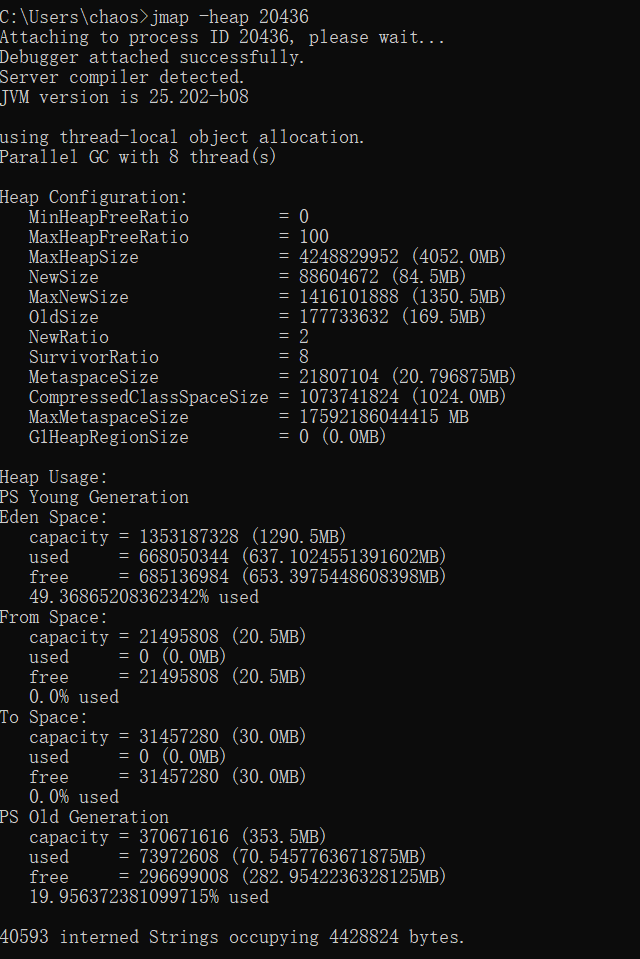 C:\Users\chaos>jmap -heap 20436
Attaching to process ID 20436, please wait...
Debugger attached successfully.
Server compiler detected.
JVM version is 25.202-b08

using thread-local object allocation.
Parallel GC with 8 thread(s)

Heap Configuration:
   MinHeapFreeRatio         = 0
   MaxHeapFreeRatio         = 100
   MaxHeapSize              = 4248829952 (4052.0MB)
   NewSize                  = 88604672 (84.5MB)
   MaxNewSize               = 1416101888 (1350.5MB)
   OldSize                  = 177733632 (169.5MB)
   NewRatio                 = 2
   SurvivorRatio            = 8
   MetaspaceSize            = 21807104 (20.796875MB)
   CompressedClassSpaceSize = 1073741824 (1024.0MB)
   MaxMetaspaceSize         = 17592186044415 MB
   G1HeapRegionSize         = 0 (0.0MB)

Heap Usage:
PS Young Generation
Eden Space:
   capacity = 1353187328 (1290.5MB)
   used     = 668050344 (637.1024551391602MB)
   free     = 685136984 (653.3975448608398MB)
   49.36865208362342% used
From Space:
   capacity = 21495808 (20.5MB)
   used     = 0 (0.0MB)
   free     = 21495808 (20.5MB)
   0.0% used
To Space:
   capacity = 31457280 (30.0MB)
   used     = 0 (0.0MB)
   free     = 31457280 (30.0MB)
   0.0% used
PS Old Generation
   capacity = 370671616 (353.5MB)
   used     = 73972608 (70.5457763671875MB)
   free     = 296699008 (282.9542236328125MB)
   19.956372381099715% used

40593 interned Strings occupying 4428824 bytes.